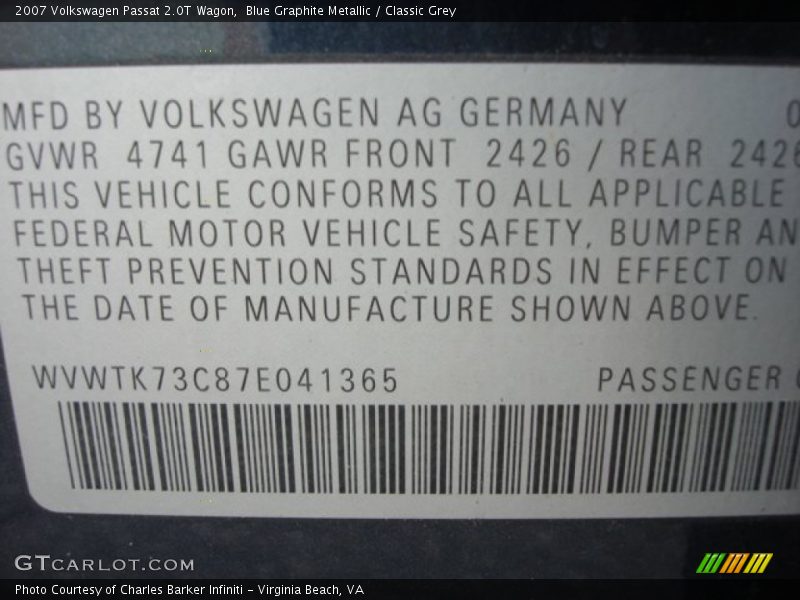 2007 Volkswagen Passat 2.0T Wagon,  Blue Graphite Metallic / Classic Grey
MFD BY VOLKSWAGEN AG GERMANY 0
GVWR 4741 GAWR FRONT 2426 / REAR 2426
THIS VEHICLE CONFORMS TO ALL APPLICABLE
FEDERAL MOTOR VEHICLE SAFETY, BUMPER AN
THEFT PREVENTION STANDARDS IN EFFECT ON
THE DATE OF MANUFACTURE SHOWN ABOVE.
WVWTK73C87E041365 PASSENGER
GTCARLOT.COM
Photo Courtesy of Charles Barker Infiniti - Virginia Beach, VA